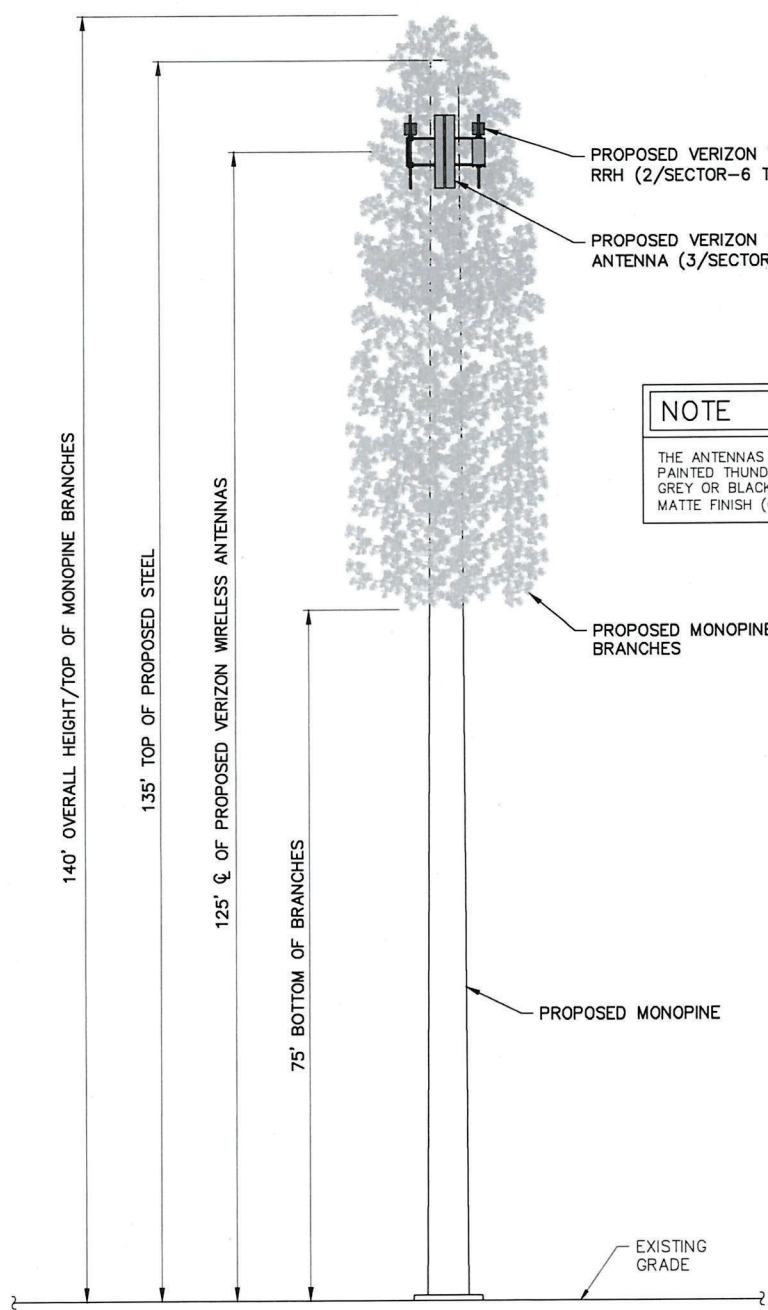 PROPOSED VERIZON
RRH (2/SECTOR-6 T
PROPOSED VERIZON
ANTENNA (3/SECTOR
NOTE
THE ANTENNAS
PAINTED THUND
GREY OR BLACK
MATTE FINISH (
140' OVERALL HEIGHT/TOP OF MONOPINE BRANCHES
135' TOP OF PROPOSED STEEL
125' ℄ OF PROPOSED VERIZON WIRELESS ANTENNAS
75' BOTTOM OF BRANCHES
PROPOSED MONOPINE
BRANCHES
PROPOSED MONOPINE
EXISTING
GRADE